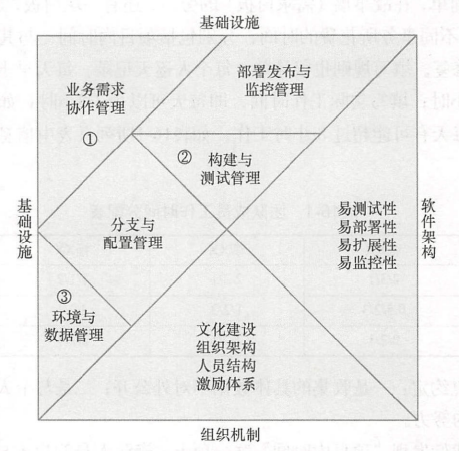 基础设施
部署发布与
监控管理
业务需求
协作管理
①
②
构建与
测试管理
基础设施
分支与
配置管理
易测试性
易部署性
易扩展性
易监控性
软件架构
③
环境与
数据管理
文化建设
组织架构
人员结构
激励体系
组织机制